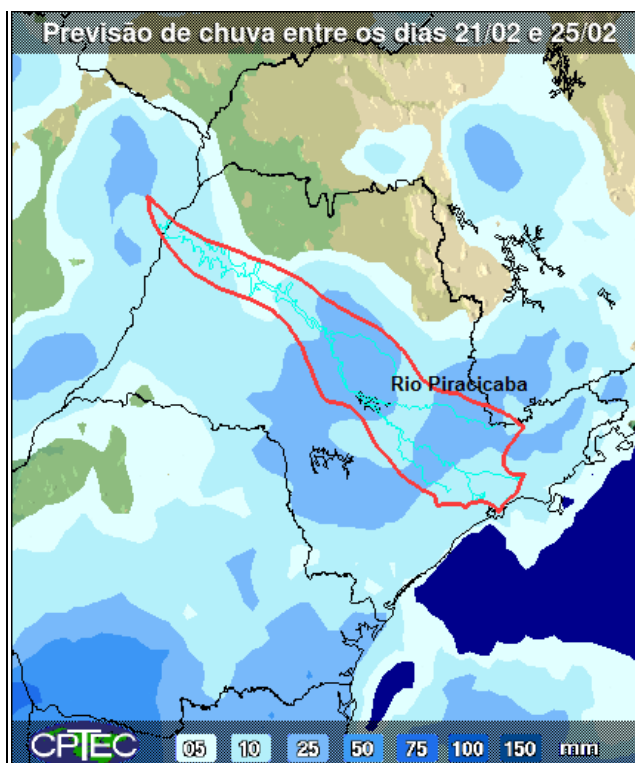 Previsão de chuva entre os dias 21/02 e 25/02
Rio Piracicaba
CPTEC 05 10 25 50 75 100 150 mm